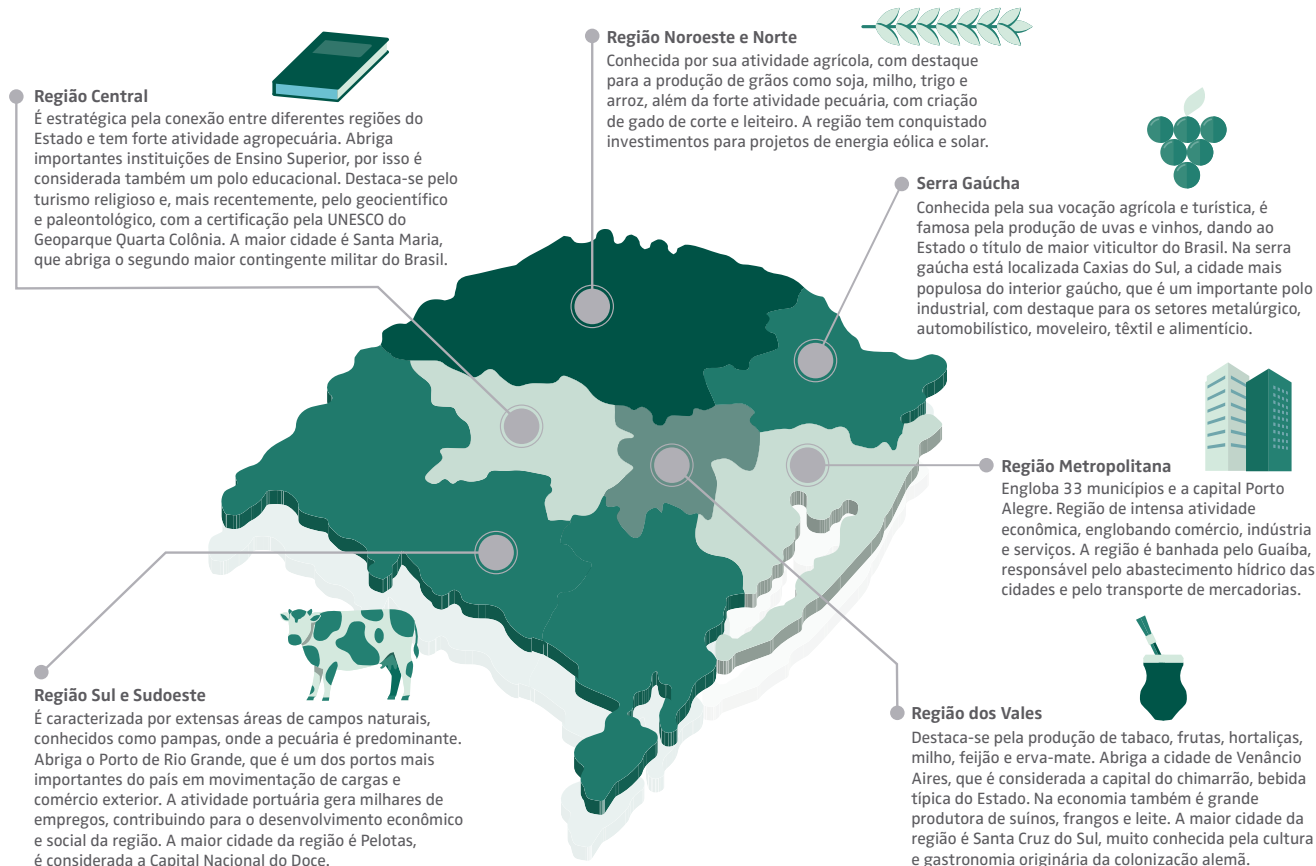 Região Central
É estratégica pela conexão entre diferentes regiões do
Estado e tem forte atividade agropecuária. Abriga
importantes instituições de Ensino Superior, por isso é
considerada também um polo educacional. Destaca-se pelo
turismo religioso e, mais recentemente, pelo geocientífico
e paleontológico, com a certificação pela UNESCO do
Geoparque Quarta Colônia. A maior cidade é Santa Maria,
que abriga o segundo maior contingente militar do Brasil.
Região Noroeste e Norte
Conhecida por sua atividade agrícola, com destaque
para a produção de grãos como soja, milho, trigo e
arroz, além da forte atividade pecuária, com criação
de gado de corte e leiteiro. A região tem conquistado
investimentos para projetos de energia eólica e solar.
Serra Gaúcha
Conhecida pela sua vocação agrícola e turística, é
famosa pela produção de uvas e vinhos, dando ao
Estado o título de maior viticultor do Brasil. Na serra
gaúcha está localizada Caxias do Sul, a cidade mais
populosa do interior gaúcho, que é um importante polo
industrial, com destaque para os setores metalúrgico,
automobilístico, moveleiro, têxtil e alimentício.
Região Metropolitana
Engloba 33 municípios e a capital Porto
Alegre. Região de intensa atividade
econômica, englobando comércio, indústria
e serviços. A região é banhada pelo Guaíba,
responsável pelo abastecimento hídrico das
cidades e pelo transporte de mercadorias.
Região Sul e Sudoeste
É caracterizada por extensas áreas de campos naturais,
conhecidos como pampas, onde a pecuária é predominante.
Abriga o Porto de Rio Grande, que é um dos portos mais
importantes do país em movimentação de cargas e
comércio exterior. A atividade portuária gera milhares de
empregos, contribuindo para o desenvolvimento econômico
e social da região. A maior cidade da região é Pelotas,
é considerada a Capital Nacional do Doce.
Região dos Vales
Destaca-se pela produção de tabaco, frutas, hortaliças,
milho, feijão e erva-mate. Abriga a cidade de Venâncio
Aires, que é considerada a capital do chimarrão, bebida
típica do Estado. Na economia também é grande
produtora de suínos, frangos e leite. A maior cidade da
região é Santa Cruz do Sul, muito conhecida pela cultura
e gastronomia originária da colonização alemã.